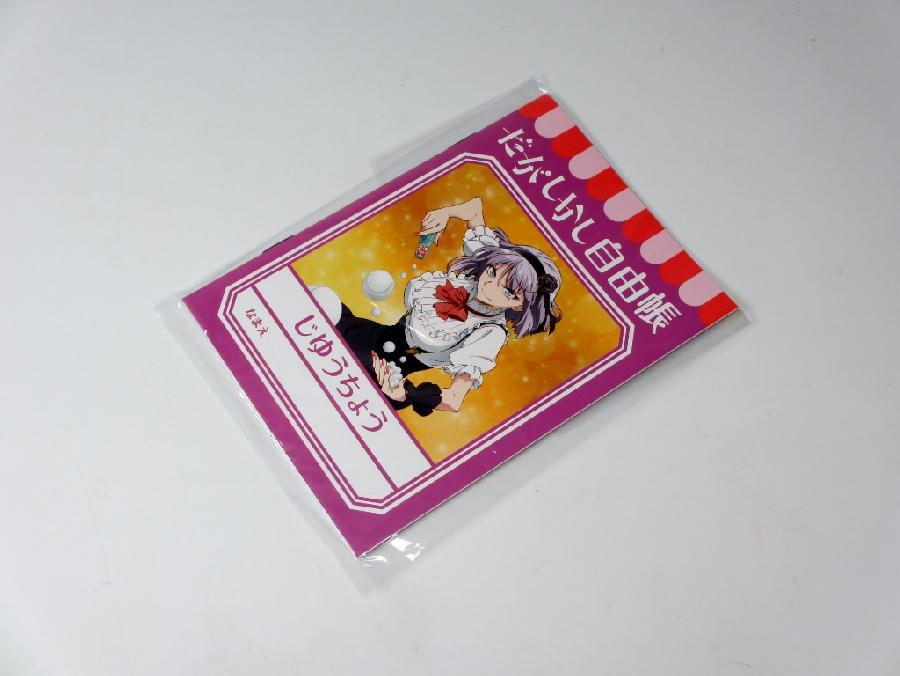 だがしかし自由帳
じゆうちょう
なまえ